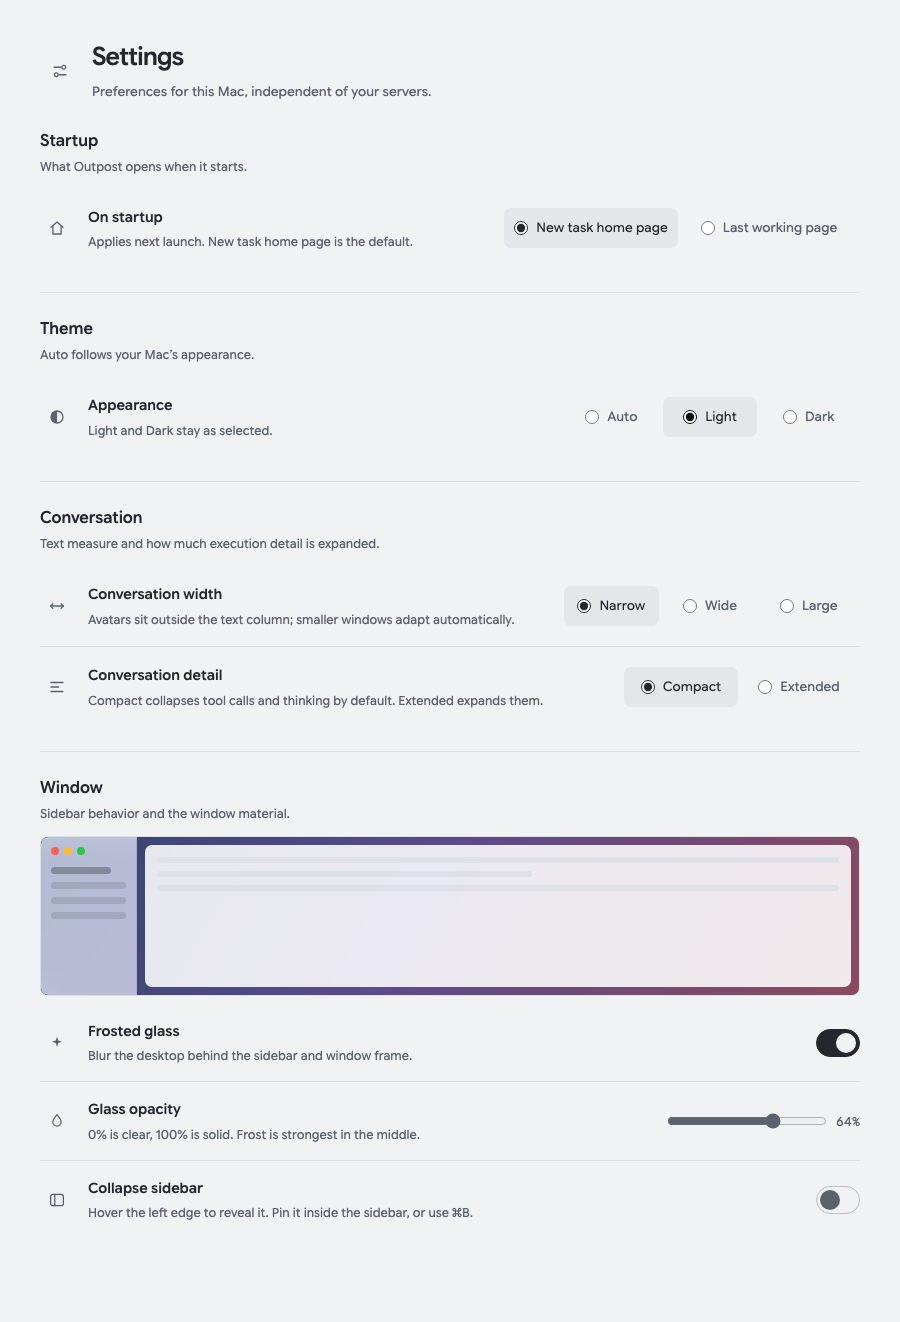 Settings
Preferences for this Mac, independent of your servers.
Startup
What Outpost opens when it starts.
On startup
Applies next launch. New task home page is the default.
New task home page
Last working page
Theme
Auto follows your Mac's appearance.
Appearance
Light and Dark stay as selected.
Auto
Light
Dark
Conversation
Text measure and how much execution detail is expanded.
Conversation width
Avatars sit outside the text column; smaller windows adapt automatically.
Narrow
Wide
Large
Conversation detail
Compact collapses tool calls and thinking by default. Extended expands them.
Compact
Extended
Window
Sidebar behavior and the window material.
Frosted glass
Blur the desktop behind the sidebar and window frame.
Glass opacity
0% is clear, 100% is solid. Frost is strongest in the middle.
64%
Collapse sidebar
Hover the left edge to reveal it. Pin it inside the sidebar, or use ⌘B.